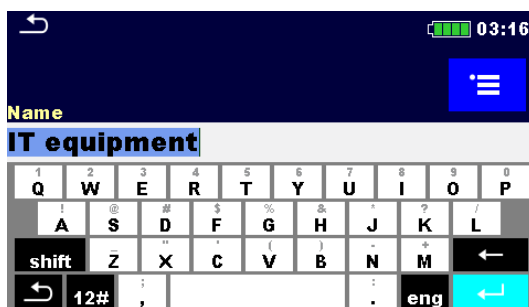 03:16
Name
IT equipment
1 2 3 4 5 6 7 8 9 0
Q W E R T Y U I O P
! @ # $ % & * ? /
A S D F G H J K L
_ " ' ( ) - +
shift Z X C V B N M
; :
12# , . eng